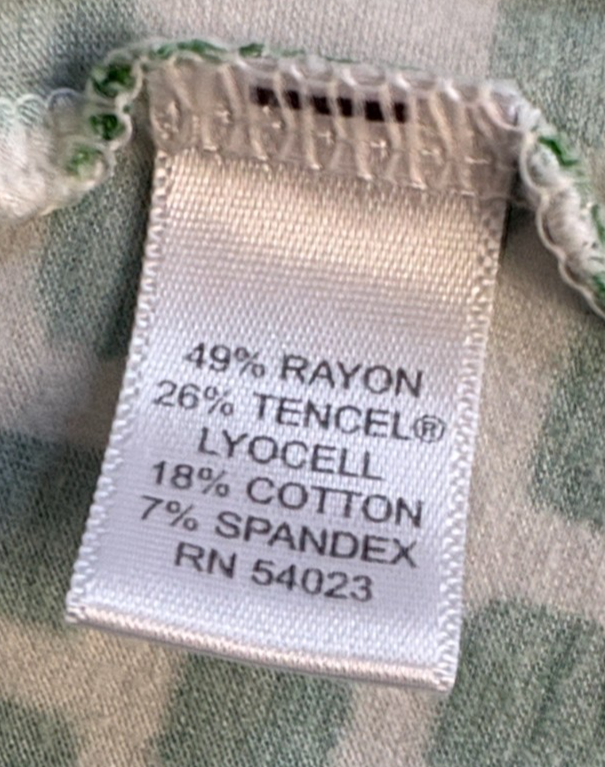 49% RAYON
26% TENCEL®
LYOCELL
18% COTTON
7% SPANDEX
RN 54023